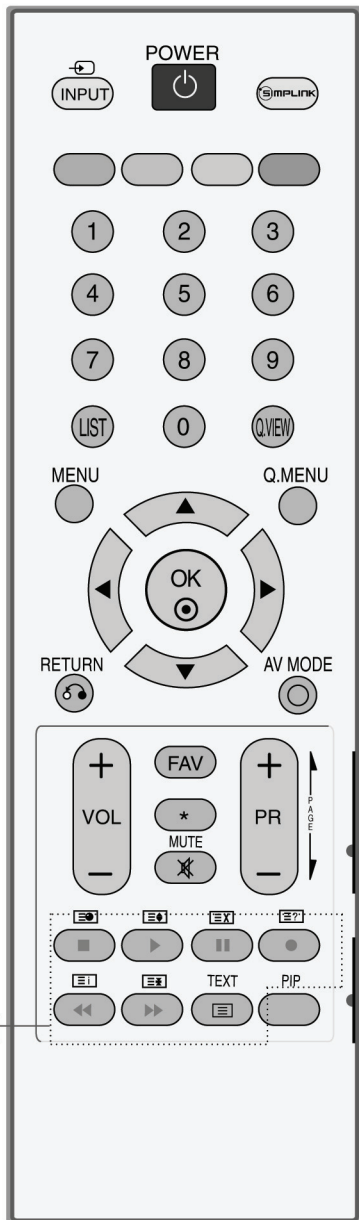 POWER
INPUT
SIMPLINK
1 2 3
4 5 6
7 8 9
LIST 0 Q.VIEW
MENU Q.MENU
OK
RETURN AV MODE
+ FAV +
VOL * PR
PAGE
MUTE
- -
i TEXT PIP